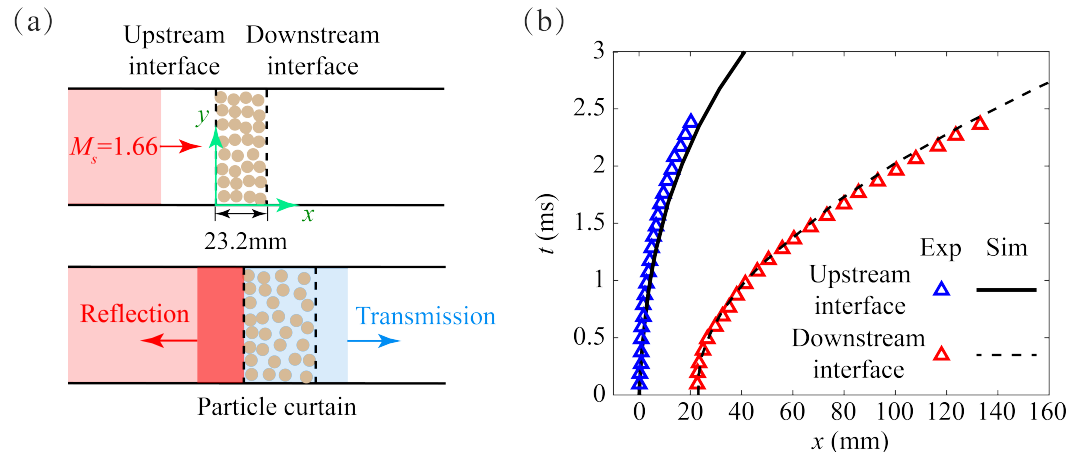 (a)
Upstream interface
Downstream interface
y
Mₛ=1.66
x
23.2mm
Reflection
Transmission
Particle curtain
(b)
t (ms)
3
2.5
2
1.5
1
0.5
0
Exp Sim
Upstream interface
Downstream interface
0 20 40 60 80 100 120 140 160
x (mm)